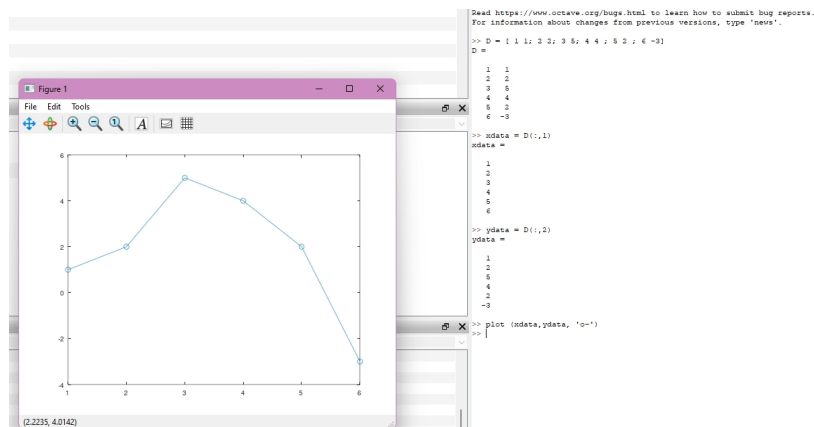 Read https://www.octave.org/bugs.html to learn how to submit bug reports.
For information about changes from previous versions, type 'news'.
>> D = [ 1 1; 2 2; 3 5; 4 4 ; 5 2 ; 6 -3]
D =
1 1
2 2
3 5
4 4
5 2
6 -3
>> xdata = D(:,1)
xdata =
1
2
3
4
5
6
>> ydata = D(:,2)
ydata =
1
2
5
4
2
-3
>> plot (xdata,ydata, 'o-')
>>
Figure 1
File Edit Tools
1
A
6
4
2
0
-2
-4
1 2 3 4 5 6
(2.2235, 4.0142)